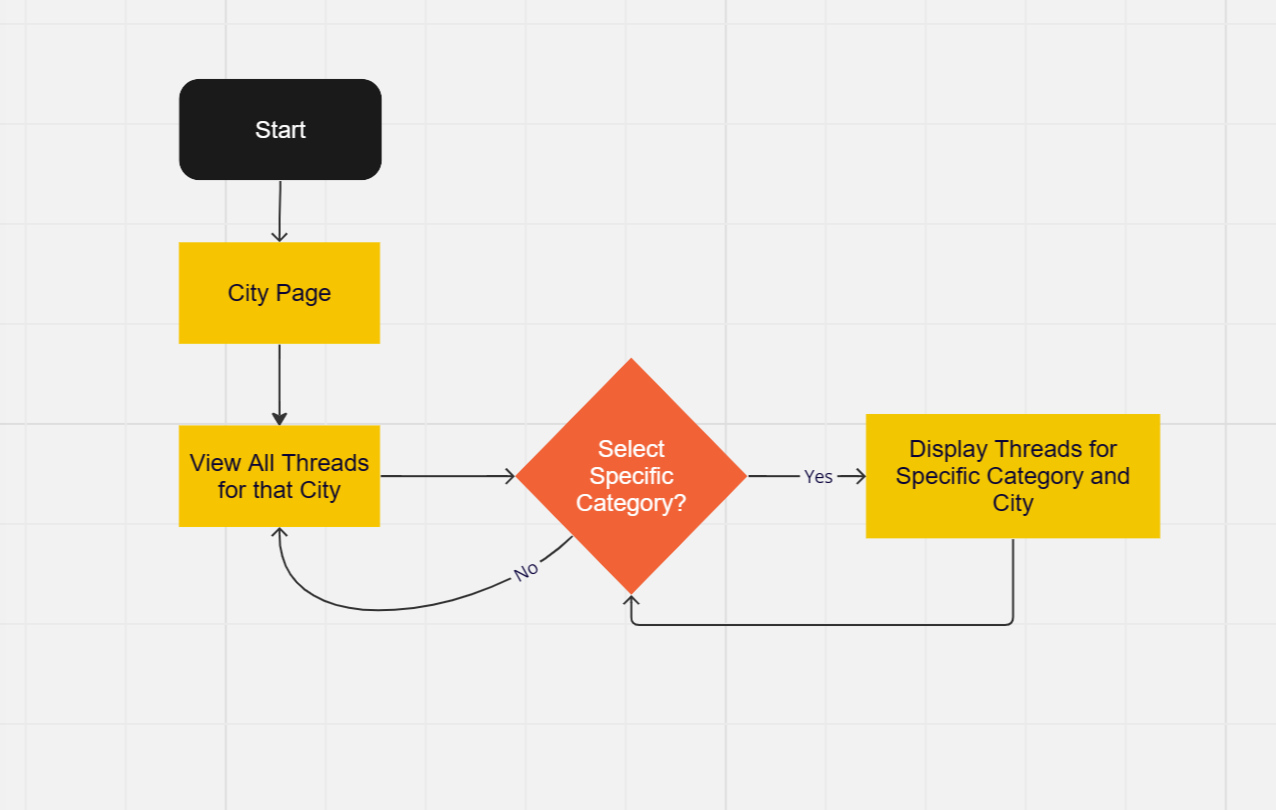 Start
City Page
View All Threads
for that City
Select
Specific
Category?
Yes
Display Threads for
Specific Category and
City
No